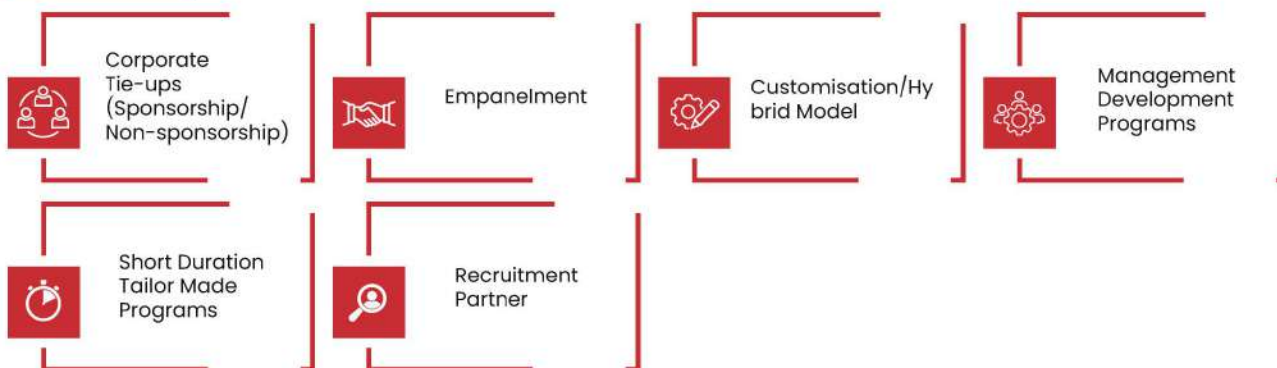 Corporate
Tie-ups
(Sponsorship/
Non-sponsorship)
Empanelment
Customisation/Hy
brid Model
Management
Development
Programs
Short Duration
Tailor Made
Programs
Recruitment
Partner